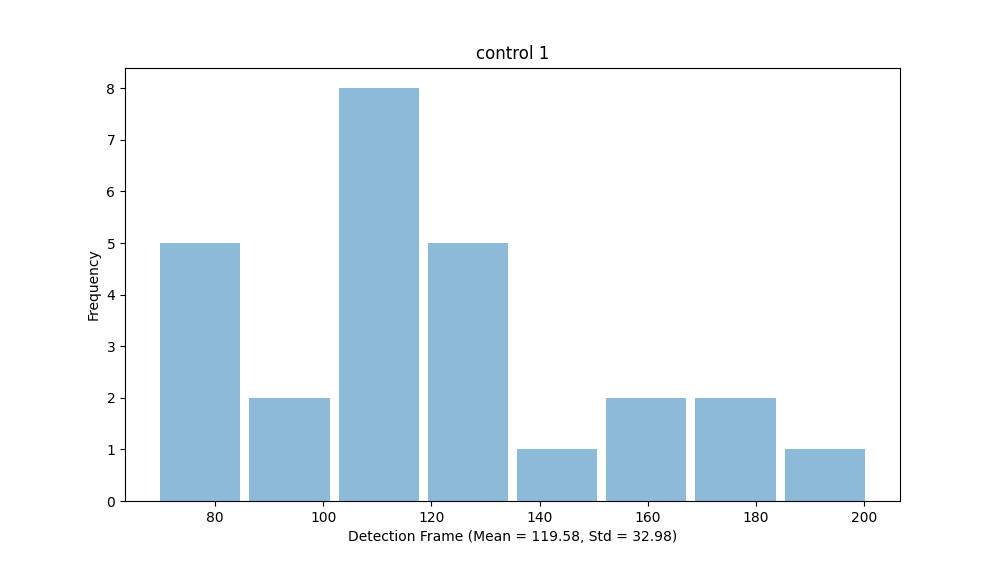 control 1
8
7
6
5
4
3
2
1
0
Frequency
80 100 120 140 160 180 200
Detection Frame (Mean = 119.58, Std = 32.98)